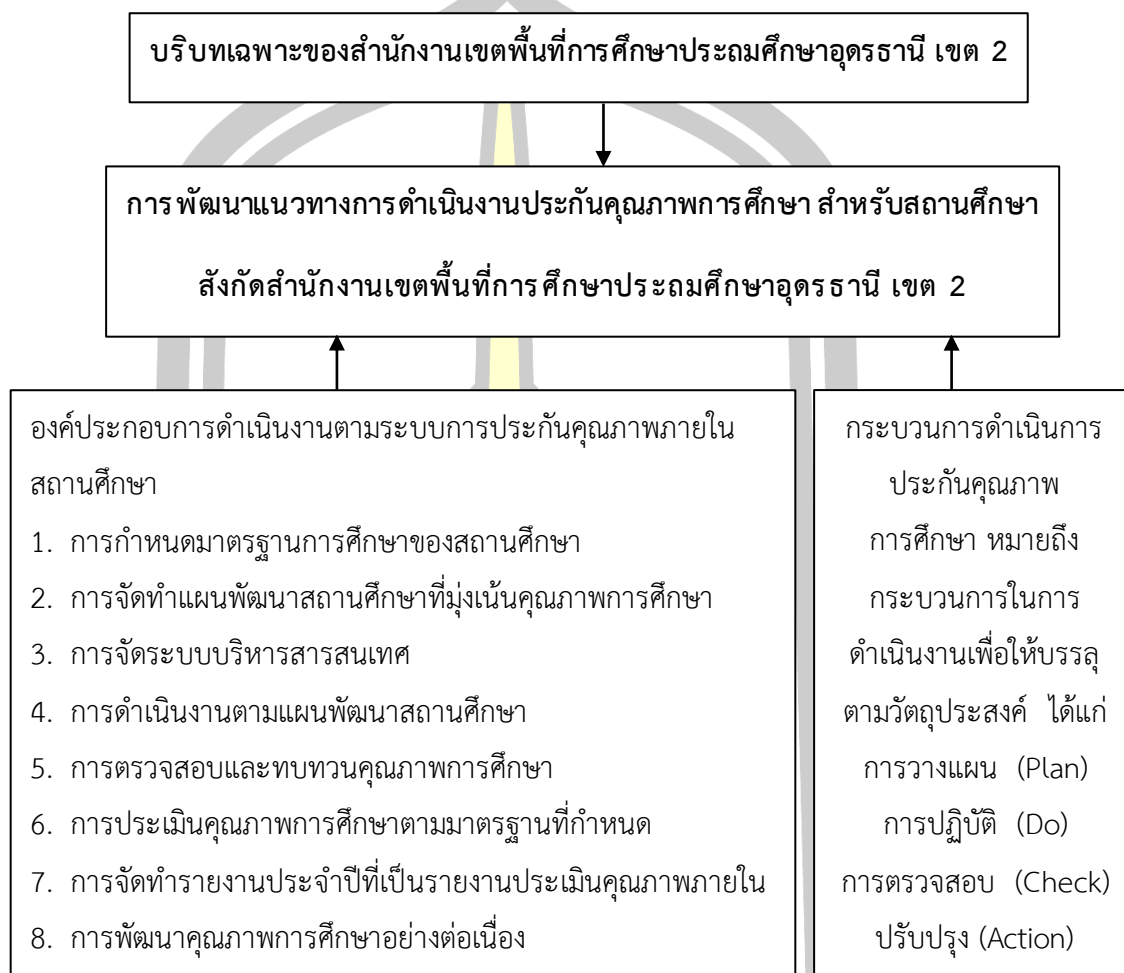 บริบทเฉพาะของสำนักงานเขตพื้นที่การศึกษาประถมศึกษาอุดรธานี เขต 2
การพัฒนาแนวทางการดำเนินงานประกันคุณภาพการศึกษา สำหรับสถานศึกษา
สังกัดสำนักงานเขตพื้นที่การศึกษาประถมศึกษาอุดรธานี เขต 2
องค์ประกอบการดำเนินงานตามระบบการประกันคุณภาพภายใน
สถานศึกษา
1. การกำหนดมาตรฐานการศึกษาของสถานศึกษา
2. การจัดทำแผนพัฒนาสถานศึกษาที่มุ่งเน้นคุณภาพการศึกษา
3. การจัดระบบบริหารสารสนเทศ
4. การดำเนินงานตามแผนพัฒนาสถานศึกษา
5. การตรวจสอบและทบทวนคุณภาพการศึกษา
6. การประเมินคุณภาพการศึกษาตามมาตรฐานที่กำหนด
7. การจัดทำรายงานประจำปีที่เป็นรายงานประเมินคุณภาพภายใน
8. การพัฒนาคุณภาพการศึกษาอย่างต่อเนื่อง
กระบวนการดำเนินการ
ประกันคุณภาพ
การศึกษา หมายถึง
กระบวนการในการ
ดำเนินงานเพื่อให้บรรลุ
ตามวัตถุประสงค์ ได้แก่
การวางแผน (Plan)
การปฏิบัติ (Do)
การตรวจสอบ (Check)
ปรับปรุง (Action)